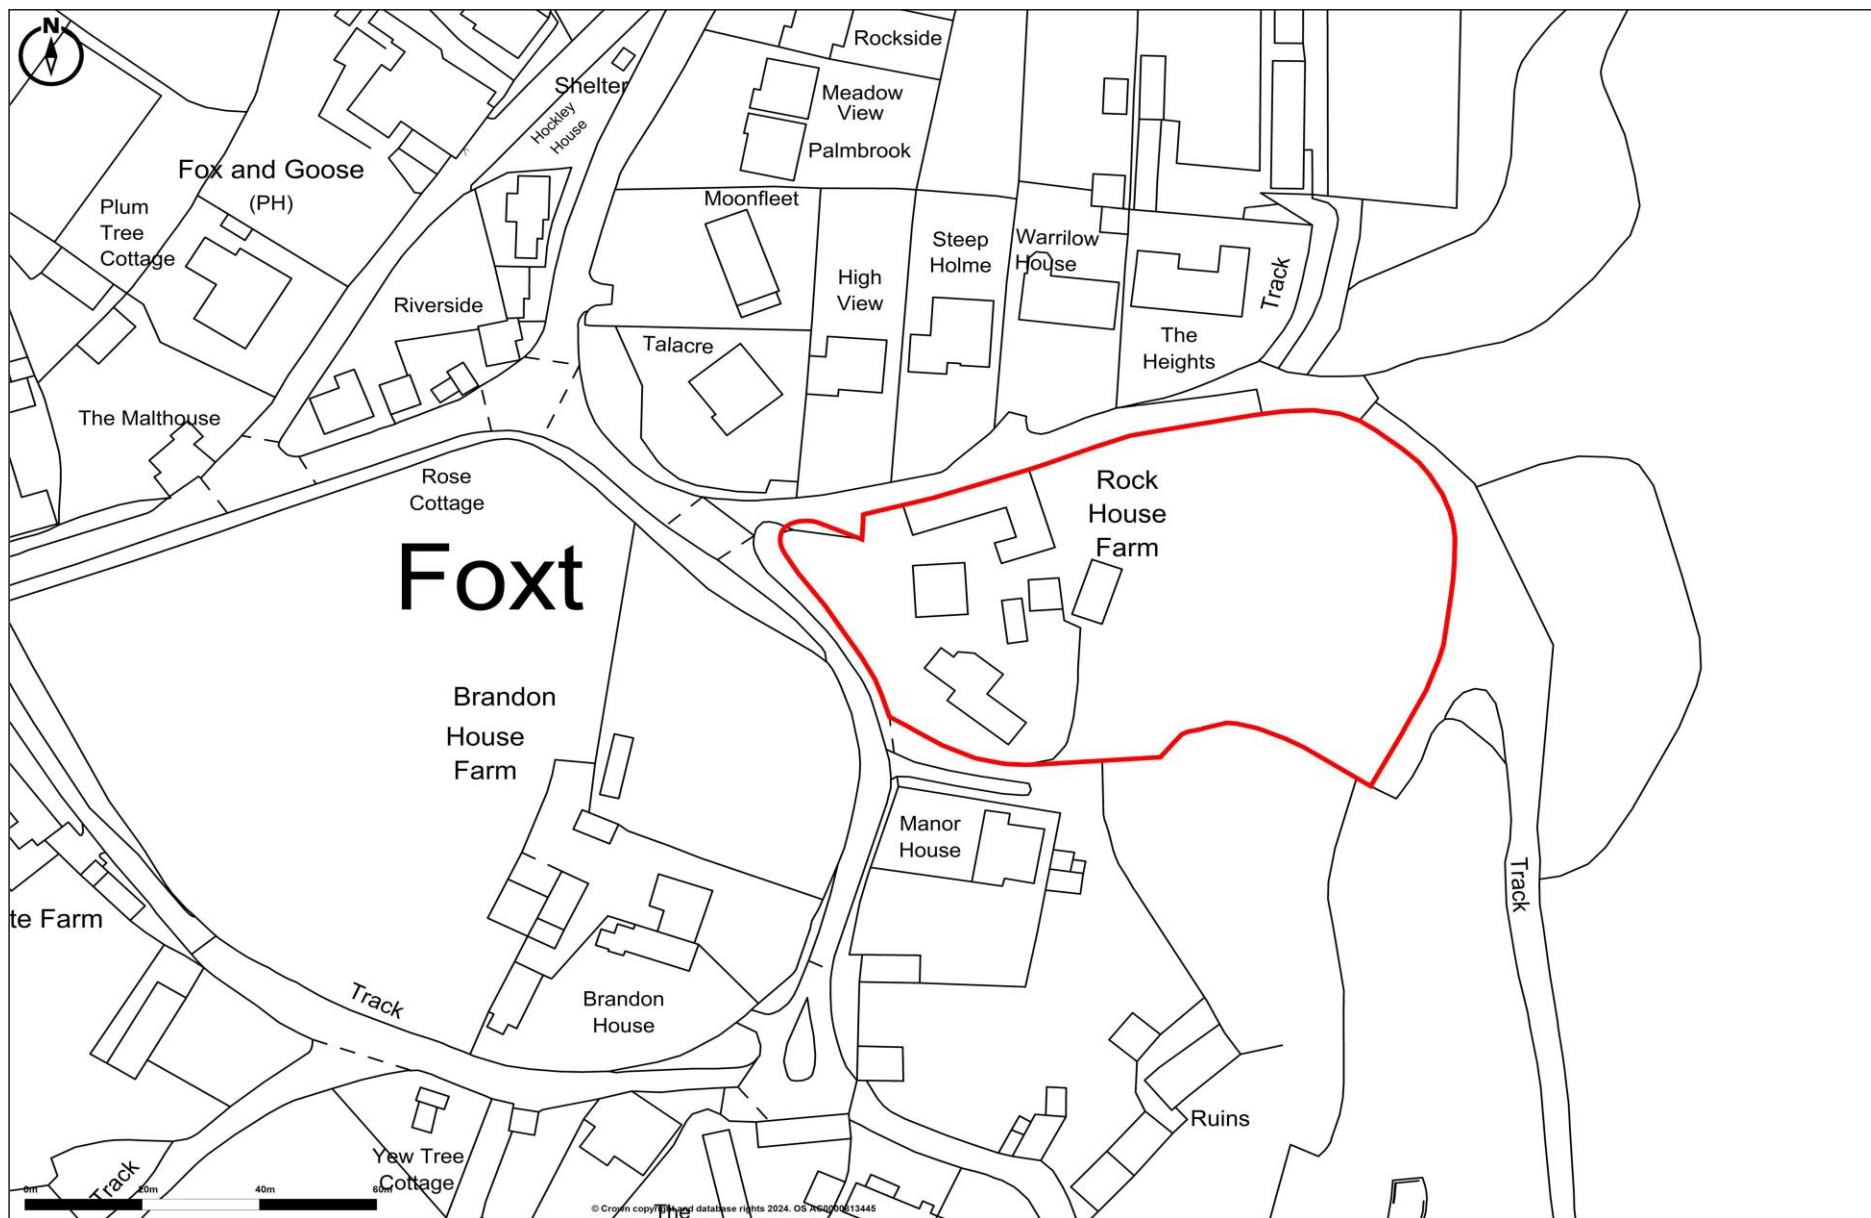 N
Rockside
Shelter
Hockley
House
Meadow
View
Palmbrook
Fox and Goose
(PH)
Plum
Tree
Cottage
Moonfleet
Steep
Holme
Warrilow
House
Track
High
View
Riverside
Talacre
The
Heights
The Malthouse
Rose
Cottage
Rock
House
Farm
Foxt
Brandon
House
Farm
Manor
House
Track
te Farm
Track
Brandon
House
Ruins
Yew Tree
Cottage
Track
The
0m
20m
40m
60m
© Crown copyright and database rights 2024. OS AC0000813445